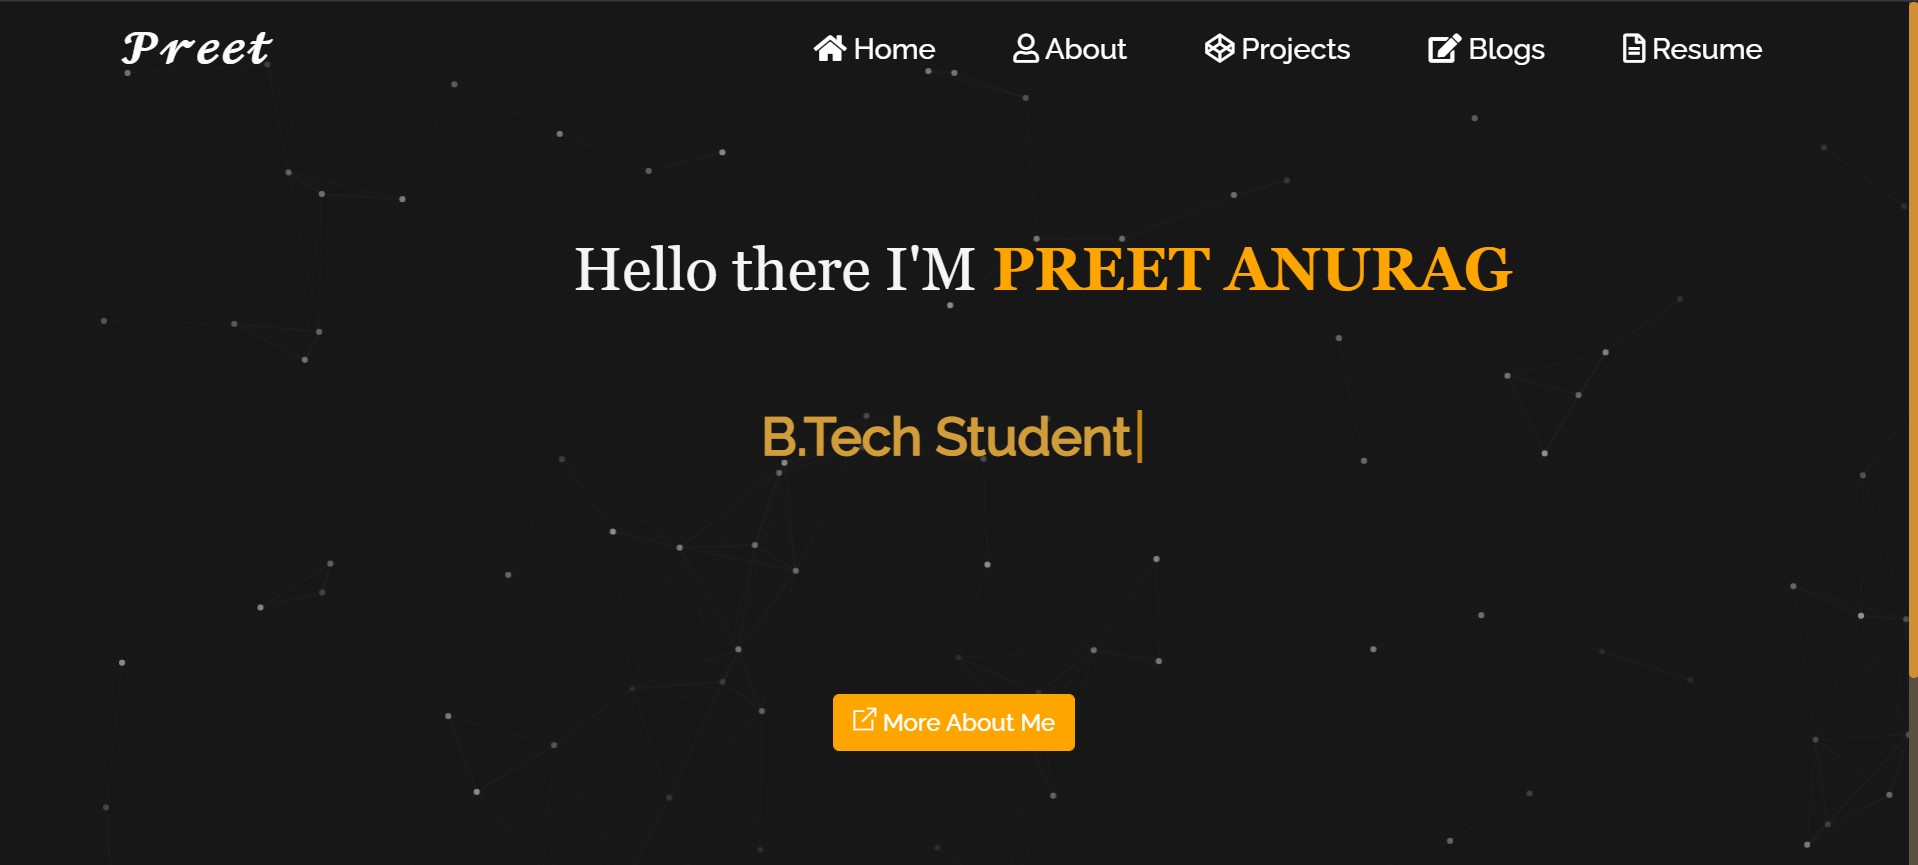 Preet
Home About Projects Blogs Resume
Hello there I'M PREET ANURAG
B.Tech Student
More About Me